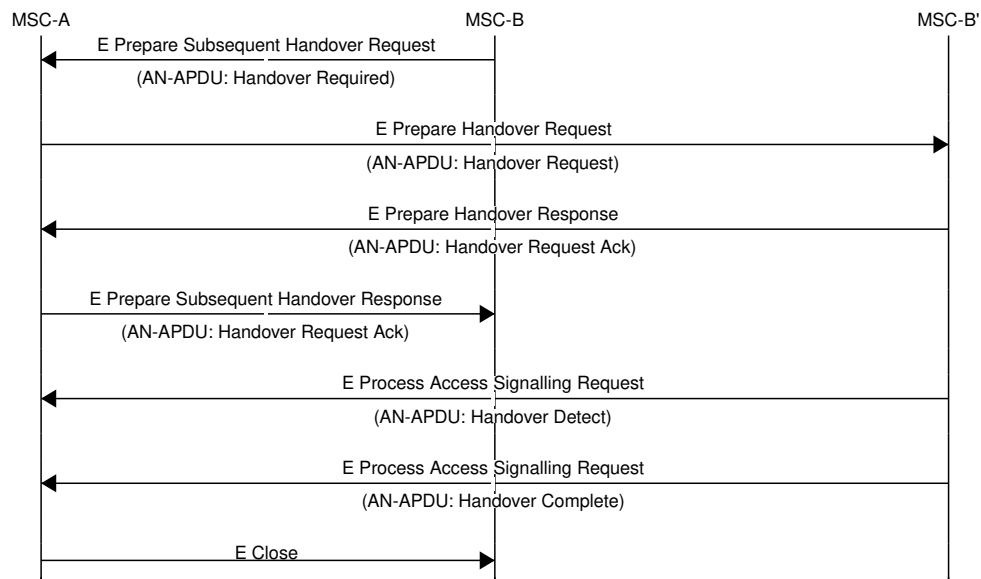 MSC-A MSC-B MSC-B'
E Prepare Subsequent Handover Request
(AN-APDU: Handover Required)
E Prepare Handover Request
(AN-APDU: Handover Request)
E Prepare Handover Response
(AN-APDU: Handover Request Ack)
E Prepare Subsequent Handover Response
(AN-APDU: Handover Request Ack)
E Process Access Signalling Request
(AN-APDU: Handover Detect)
E Process Access Signalling Request
(AN-APDU: Handover Complete)
E Close